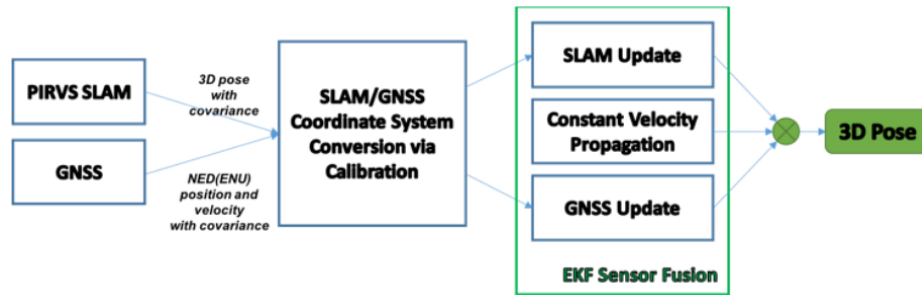 PIRVS SLAM
GNSS
3D pose
with
covariance
NED(ENU)
position and
velocity
with covariance
SLAM/GNSS
Coordinate System
Conversion via
Calibration
SLAM Update
Constant Velocity
Propagation
GNSS Update
EKF Sensor Fusion
3D Pose